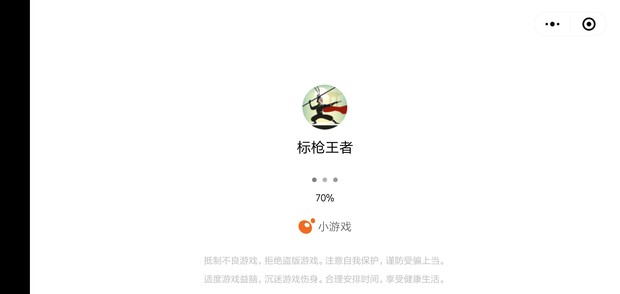 标枪王者
70%
小游戏
抵制不良游戏，拒绝盗版游戏。注意自我保护，谨防受骗上当。
适度游戏益脑，沉迷游戏伤身。合理安排时间，享受健康生活。